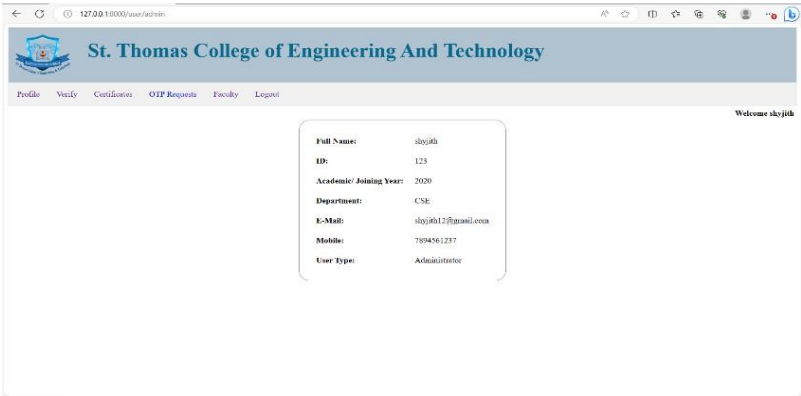 127.0.0.1:8000/user/admin
St. Thomas College of Engineering And Technology
Profile Verify Certificates OTP Requests Faculty Logout
Welcome shyjith
Full Name: shyjith
ID: 123
Academic/ Joining Year: 2020
Department: CSE
E-Mail: shyjith12@gmail.com
Mobile: 7894561237
User Type: Administrator